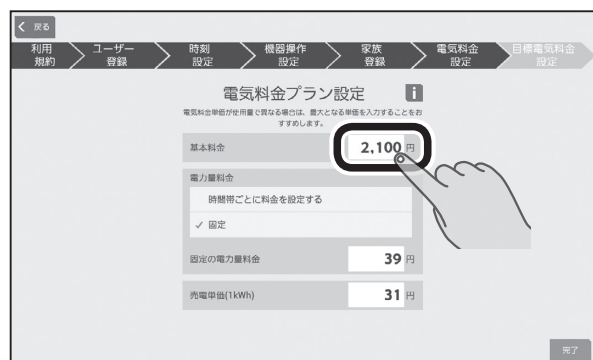 戻る
利用規約
ユーザー登録
時刻設定
機器操作設定
家族登録
電気料金設定
目標電気料金設定
電気料金プラン設定
i
電気料金単価が使用量で異なる場合は、最大となる単価を入力することをお
すすめします。
基本料金 2,100 円
電力量料金
時間帯ごとに料金を設定する
✓ 固定
固定の電力量料金 39 円
売電単価(1kWh) 31 円
完了